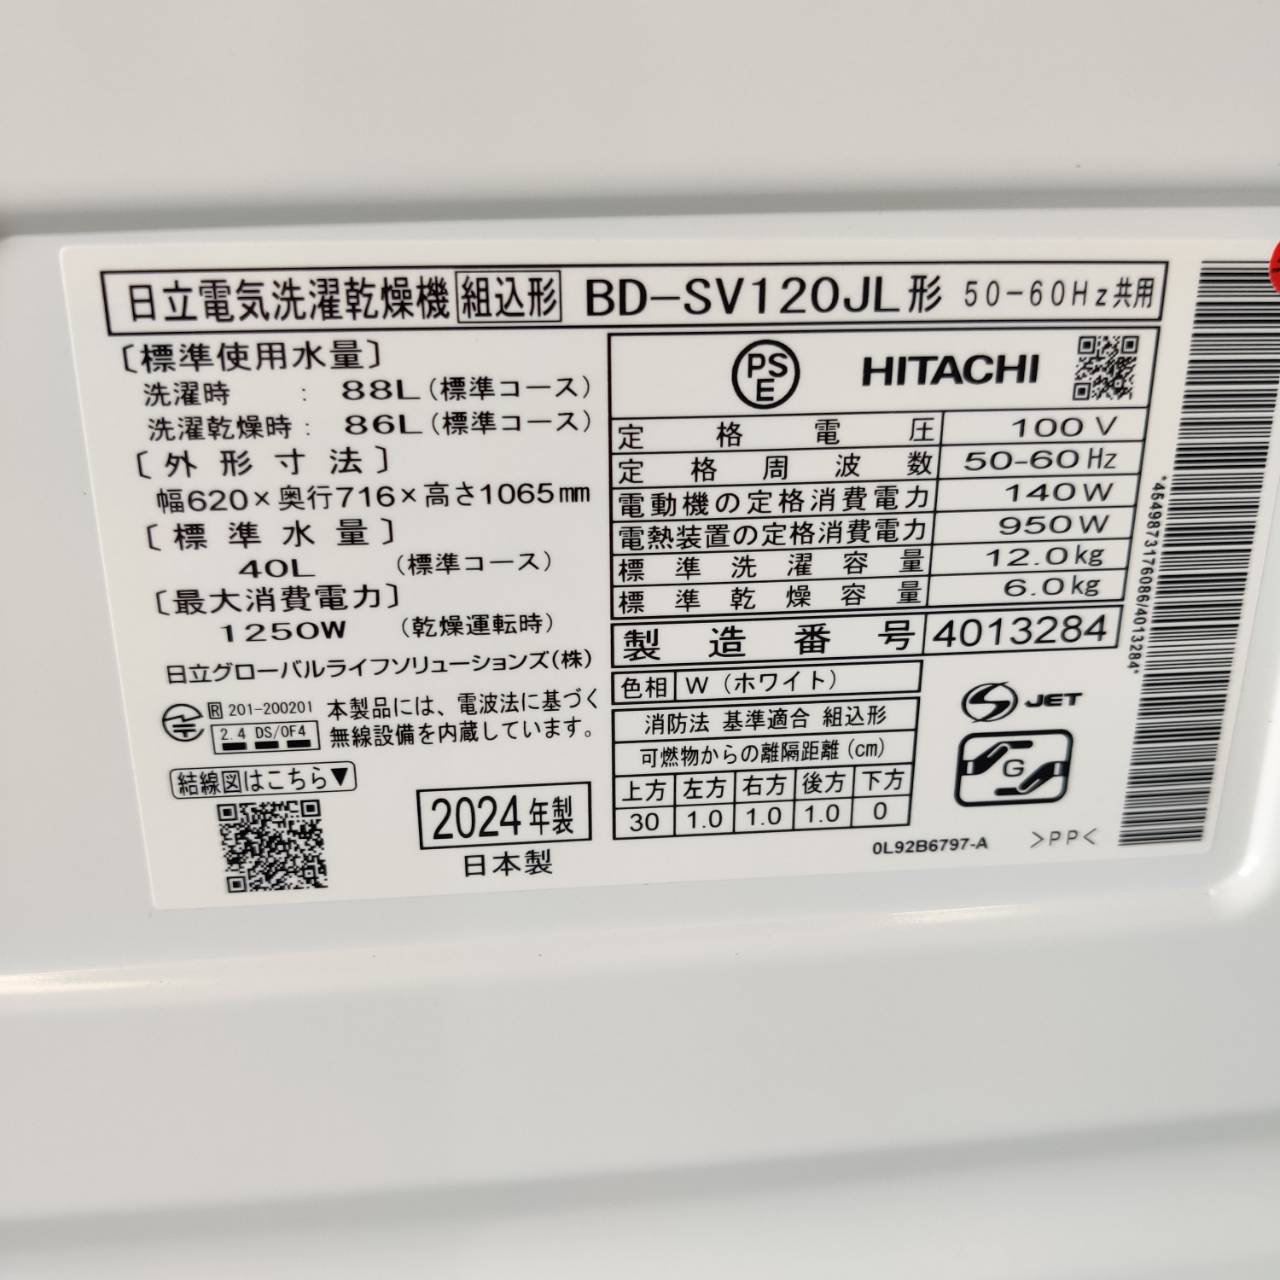 日立電気洗濯乾燥機 組込形 BD-SV120JL形 50-60Hz共用
〔標準使用水量〕
洗濯時 : 88L(標準コース)
洗濯乾燥時: 86L(標準コース)
〔外形寸法〕
幅620×奥行716×高さ1065mm
〔標準水量〕
40L (標準コース)
〔最大消費電力〕
1250W (乾燥運転時)
日立グローバルライフソリューションズ(株)
R 201-200201
2.4 DS/OF4
本製品には、電波法に基づく
無線設備を内蔵しています。
結線図はこちら▼
2024年製
日本製
PSE HITACHI
定格電圧 100V
定格周波数 50-60Hz
電動機の定格消費電力 140W
電熱装置の定格消費電力 950W
標準洗濯容量 12.0kg
標準乾燥容量 6.0kg
製造番号 4013284
色相 W(ホワイト)
消防法 基準適合 組込形
可燃物からの離隔距離(cm)
上方 左方 右方 後方 下方
30 1.0 1.0 1.0 0
S JET
G
0L92B6797-A >PP<
*4549873176086/4013284*